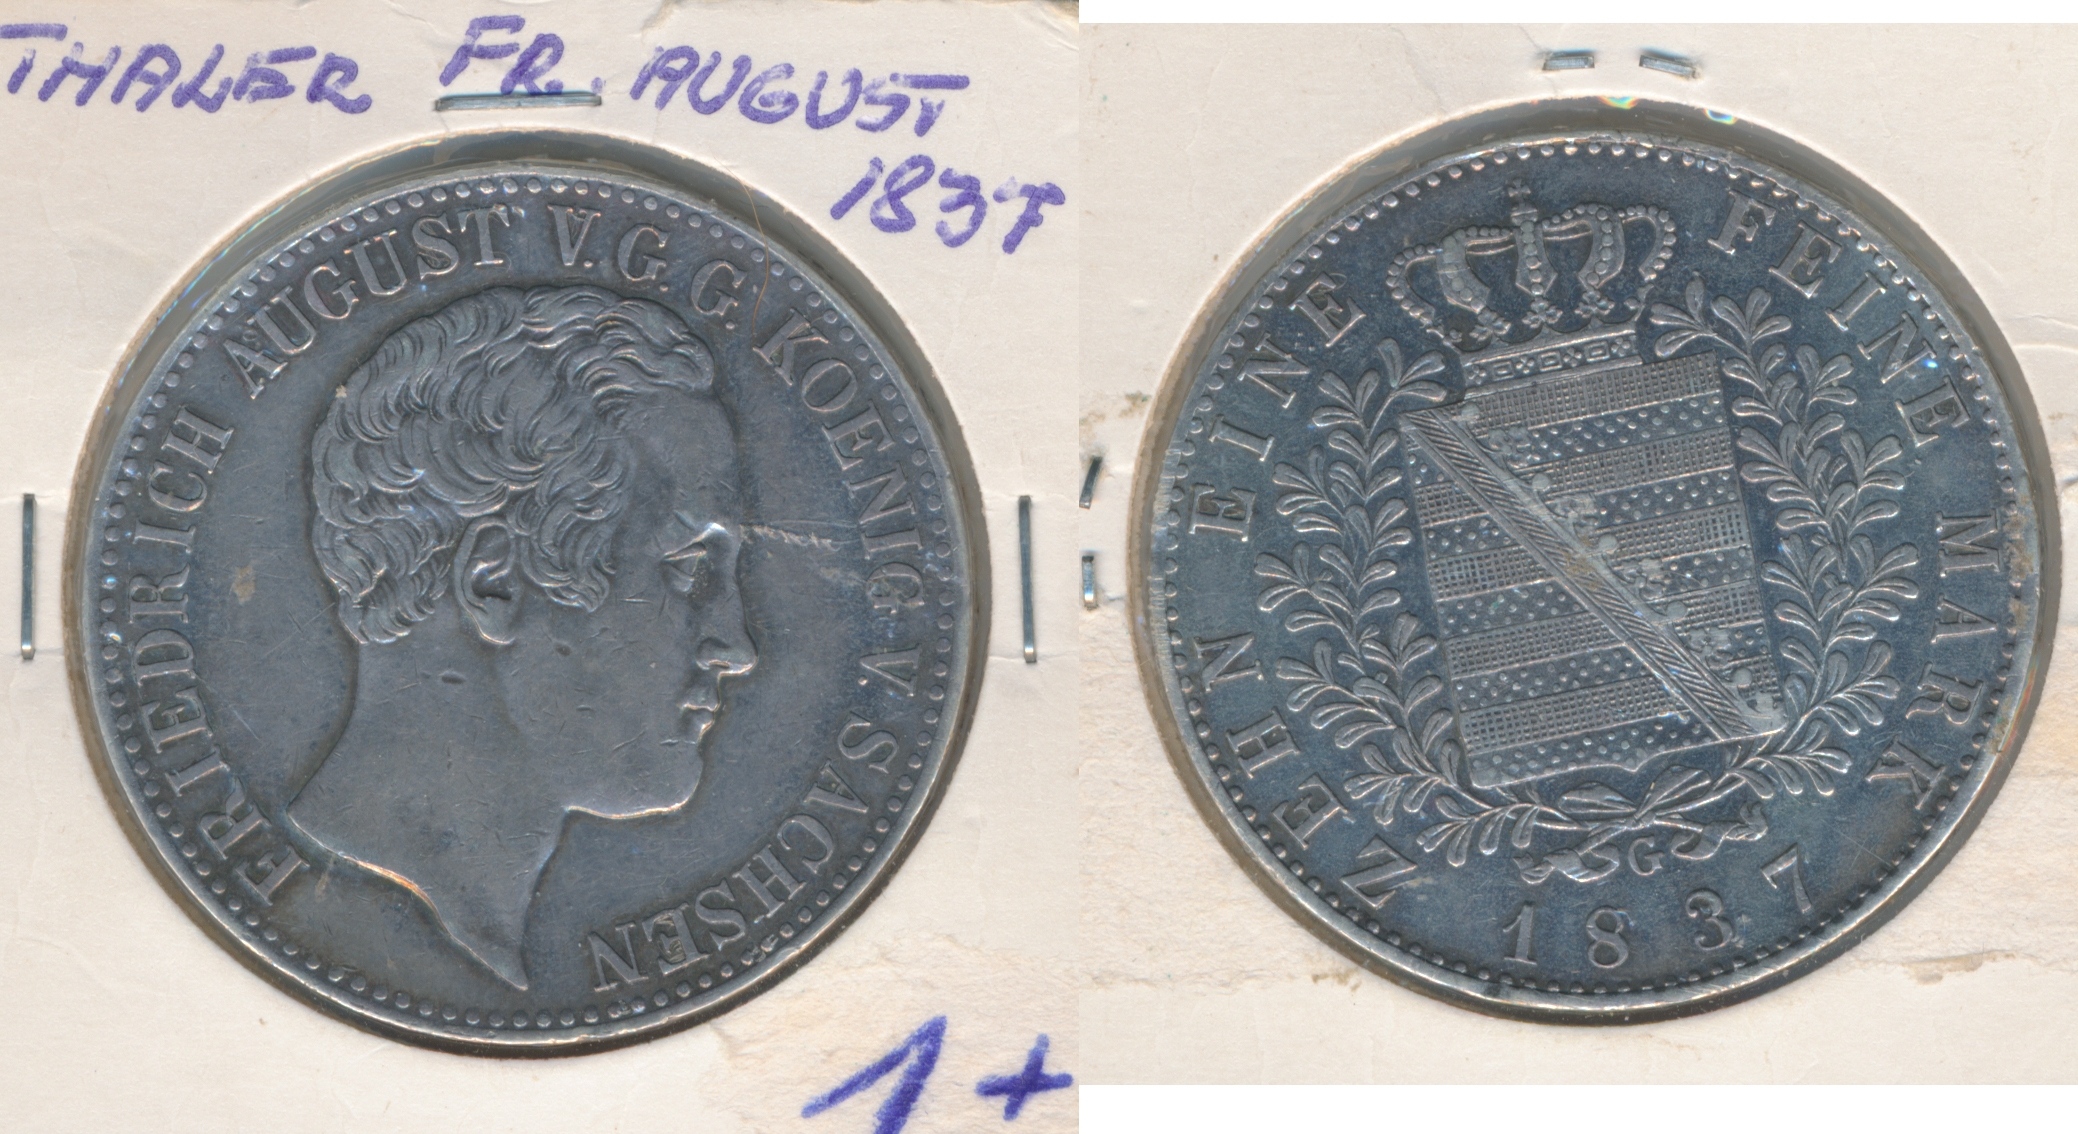 THALER FR. AUGUST
1837
FRIEDRICH AUGUST V. G. G. KOENIG V. SACHSEN
1+
ZEHN EINE FEINE MARK
G
1837